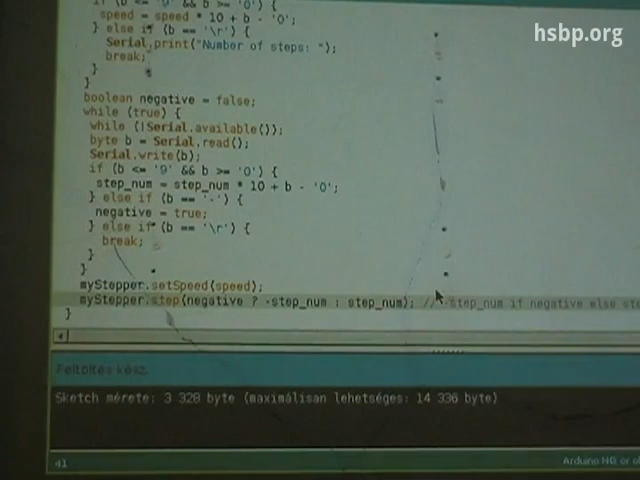 if (b <= '9' && b >= '0') {
speed = speed * 10 + b - '0';
} else if (b == '\r') {
Serial.print("Number of steps: ");
break;
}
}
boolean negative = false;
while (true) {
while (!Serial.available());
byte b = Serial.read();
Serial.write(b);
if (b <= '9' && b >= '0') {
step_num = step_num * 10 + b - '0';
} else if (b == '-') {
negative = true;
} else if (b == '\r') {
break;
}
}
myStepper.setSpeed(speed);
myStepper.step(negative ? -step_num : step_num); // -step_num if negative else
}
Feltöltés kész.
Sketch mérete: 3 328 byte (maximálisan lehetséges: 14 336 byte)
41
Arduino NG or
hsbp.org